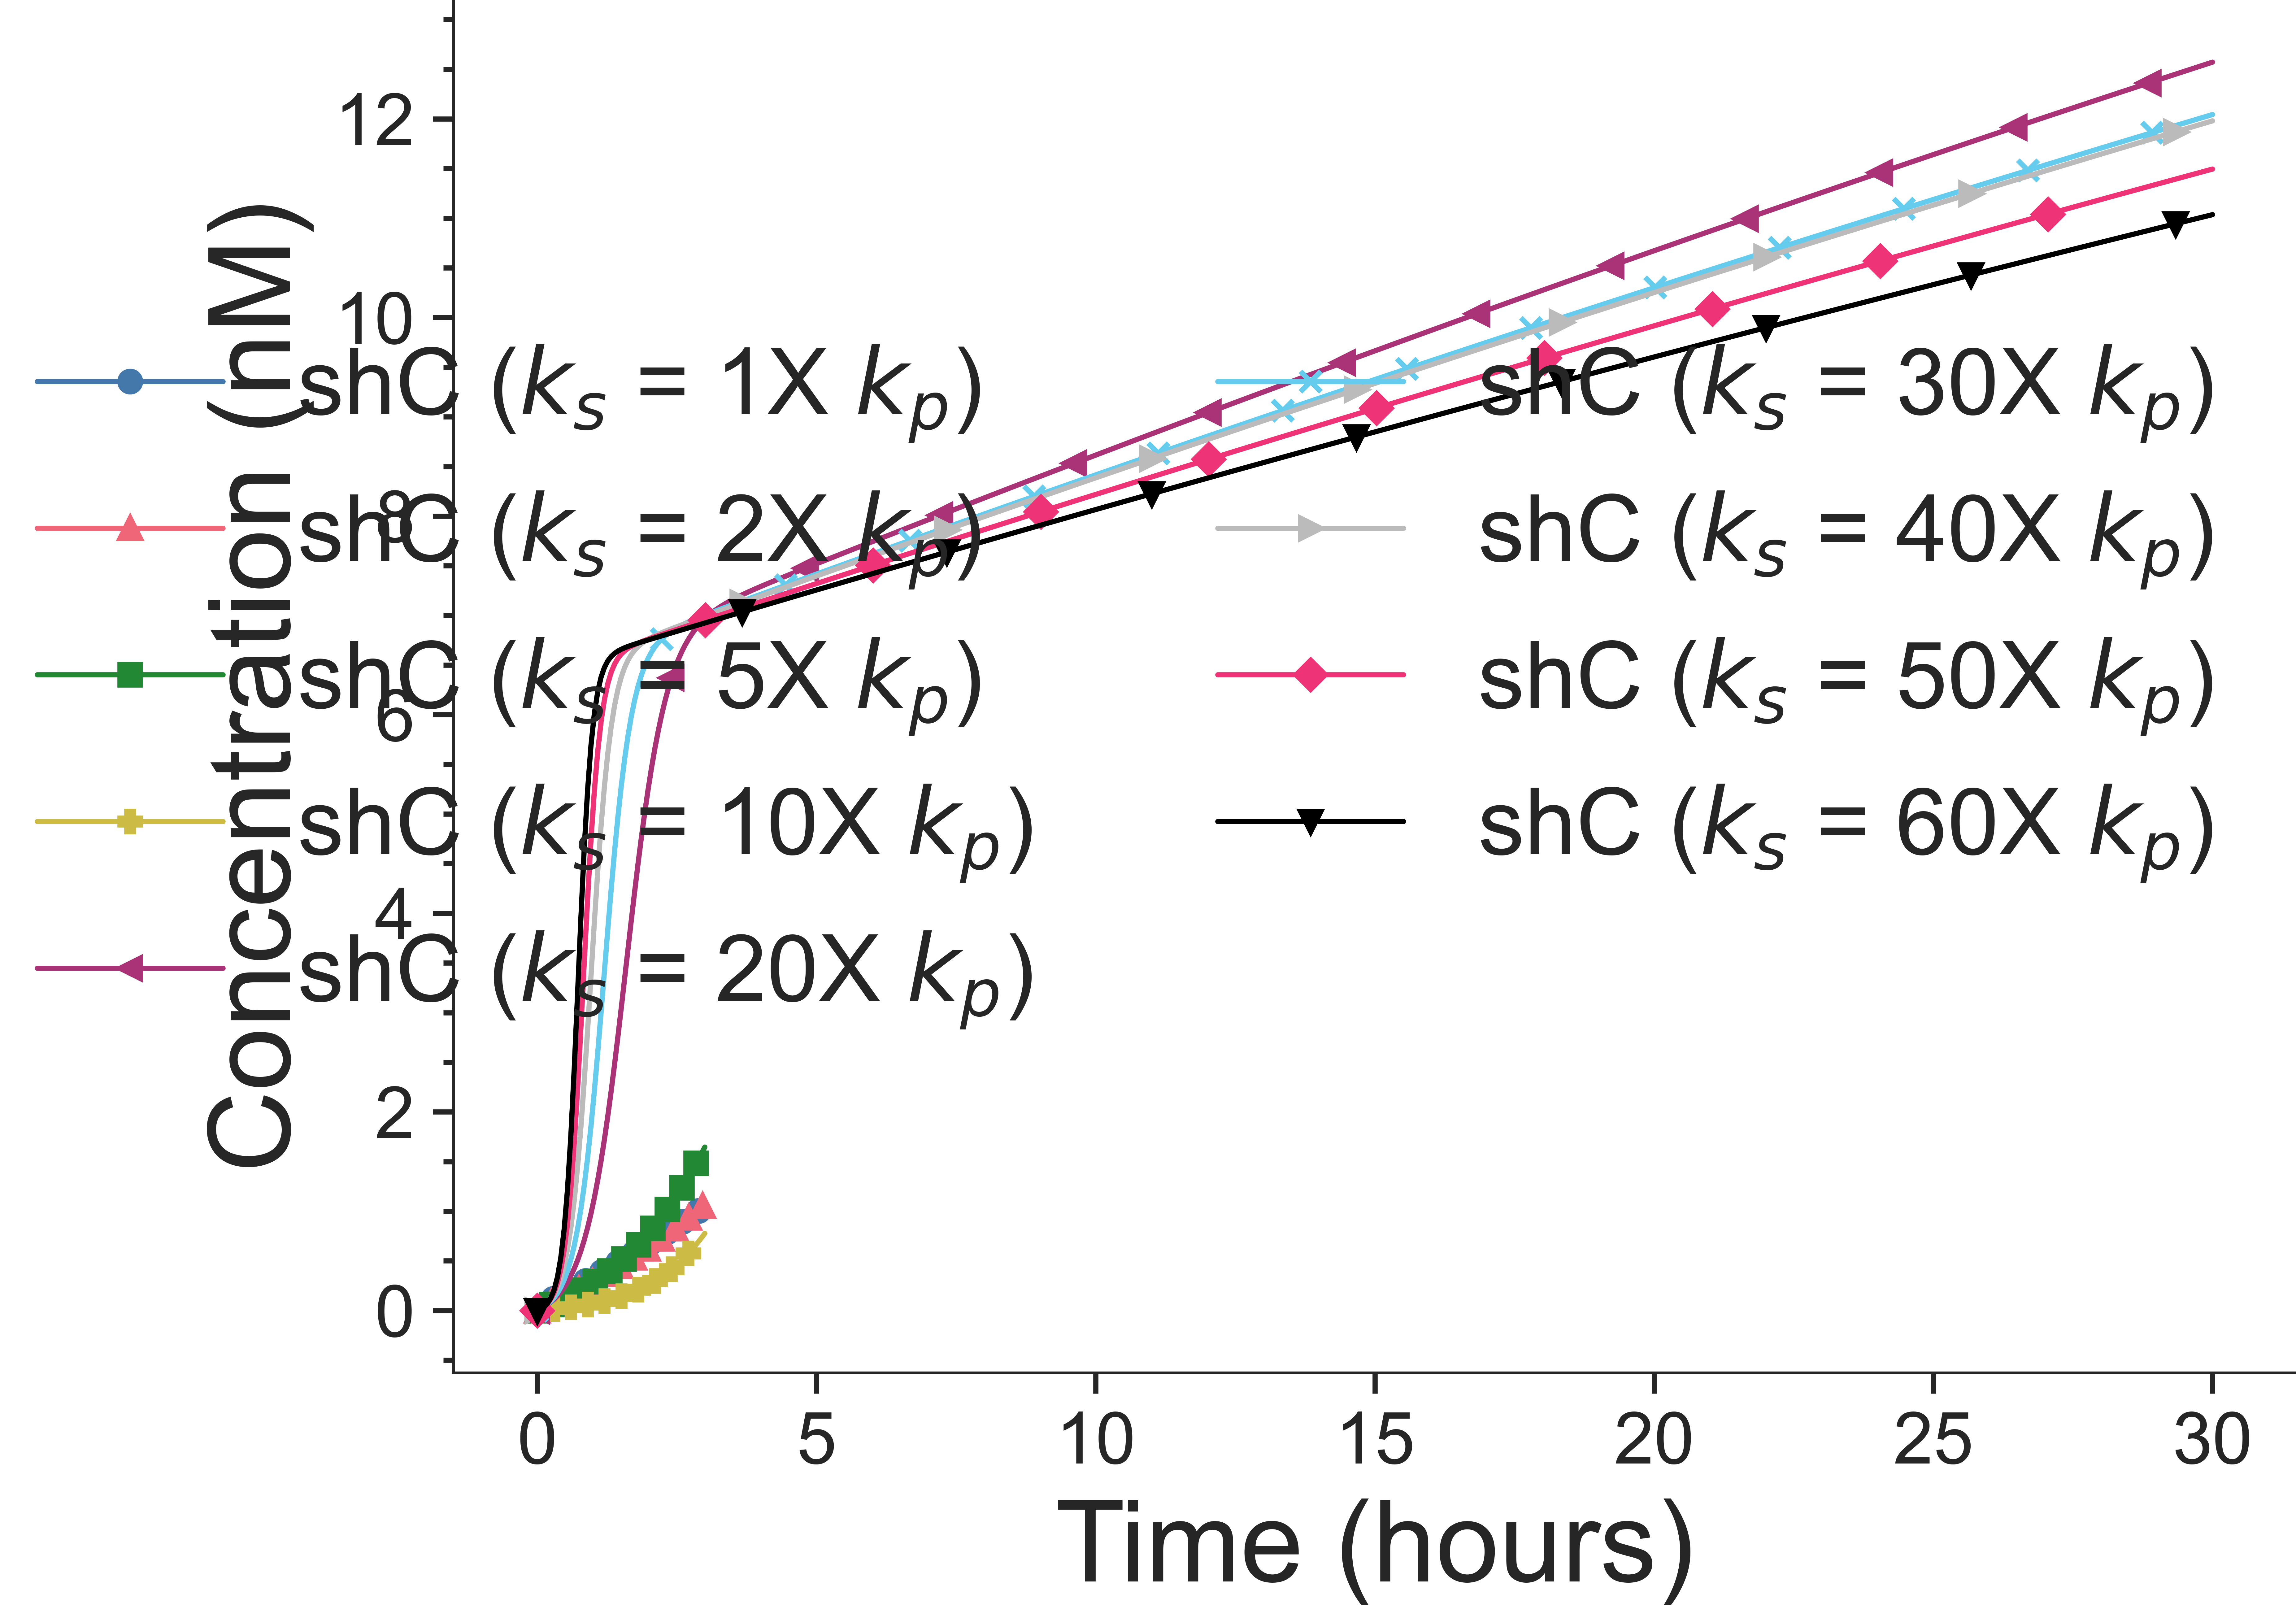 Concentration (nM)
12
10
8
6
4
2
0
shC (kₛ = 1X kₚ)
shC (kₛ = 2X kₚ)
shC (kₛ = 5X kₚ)
shC (kₛ = 10X kₚ)
shC (kₛ = 20X kₚ)
shC (kₛ = 30X kₚ)
shC (kₛ = 40X kₚ)
shC (kₛ = 50X kₚ)
shC (kₛ = 60X kₚ)
0 5 10 15 20 25 30
Time (hours)